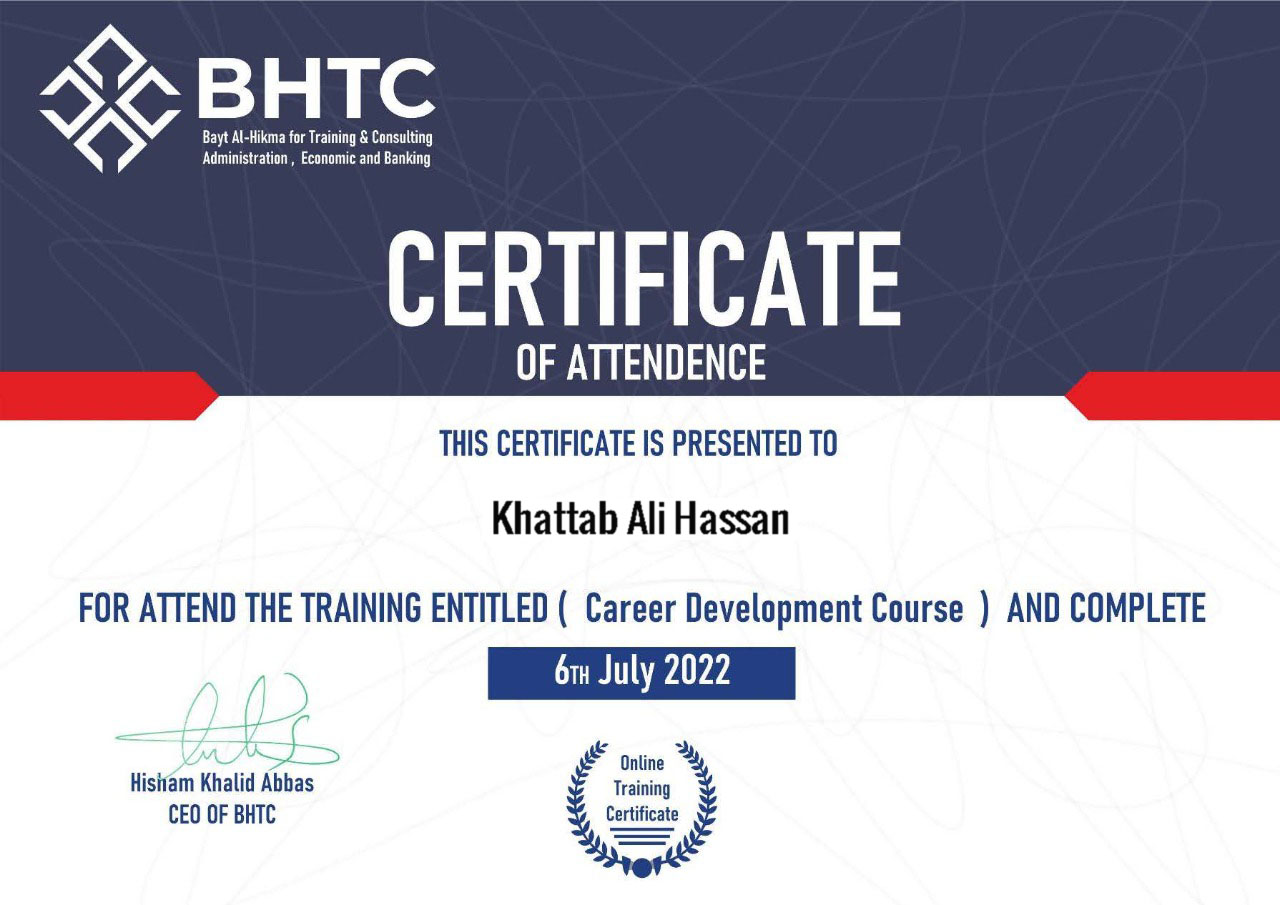 BHTC
Bayt Al-Hikma for Training & Consulting
Administration , Economic and Banking
CERTIFICATE
OF ATTENDENCE
THIS CERTIFICATE IS PRESENTED TO
Khattab Ali Hassan
FOR ATTEND THE TRAINING ENTITLED ( Career Development Course ) AND COMPLETE
6TH July 2022
Hisham Khalid Abbas
CEO OF BHTC
Online
Training
Certificate